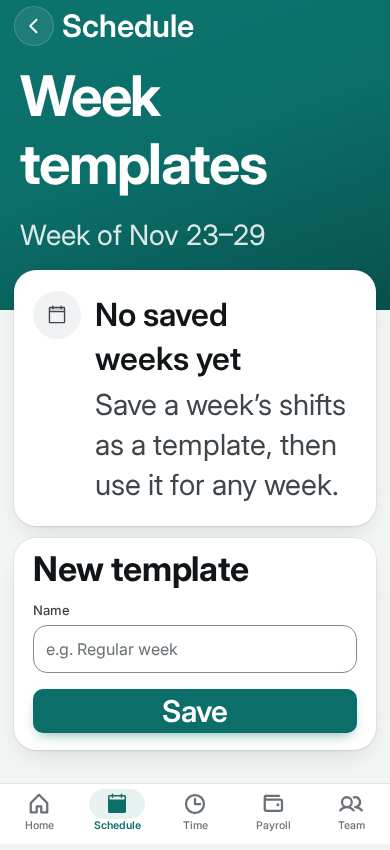 Schedule
Week
templates
Week of Nov 23–29
No saved
weeks yet
Save a week’s shifts
as a template, then
use it for any week.
New template
Name
e.g. Regular week
Save
Home
Schedule
Time
Payroll
Team